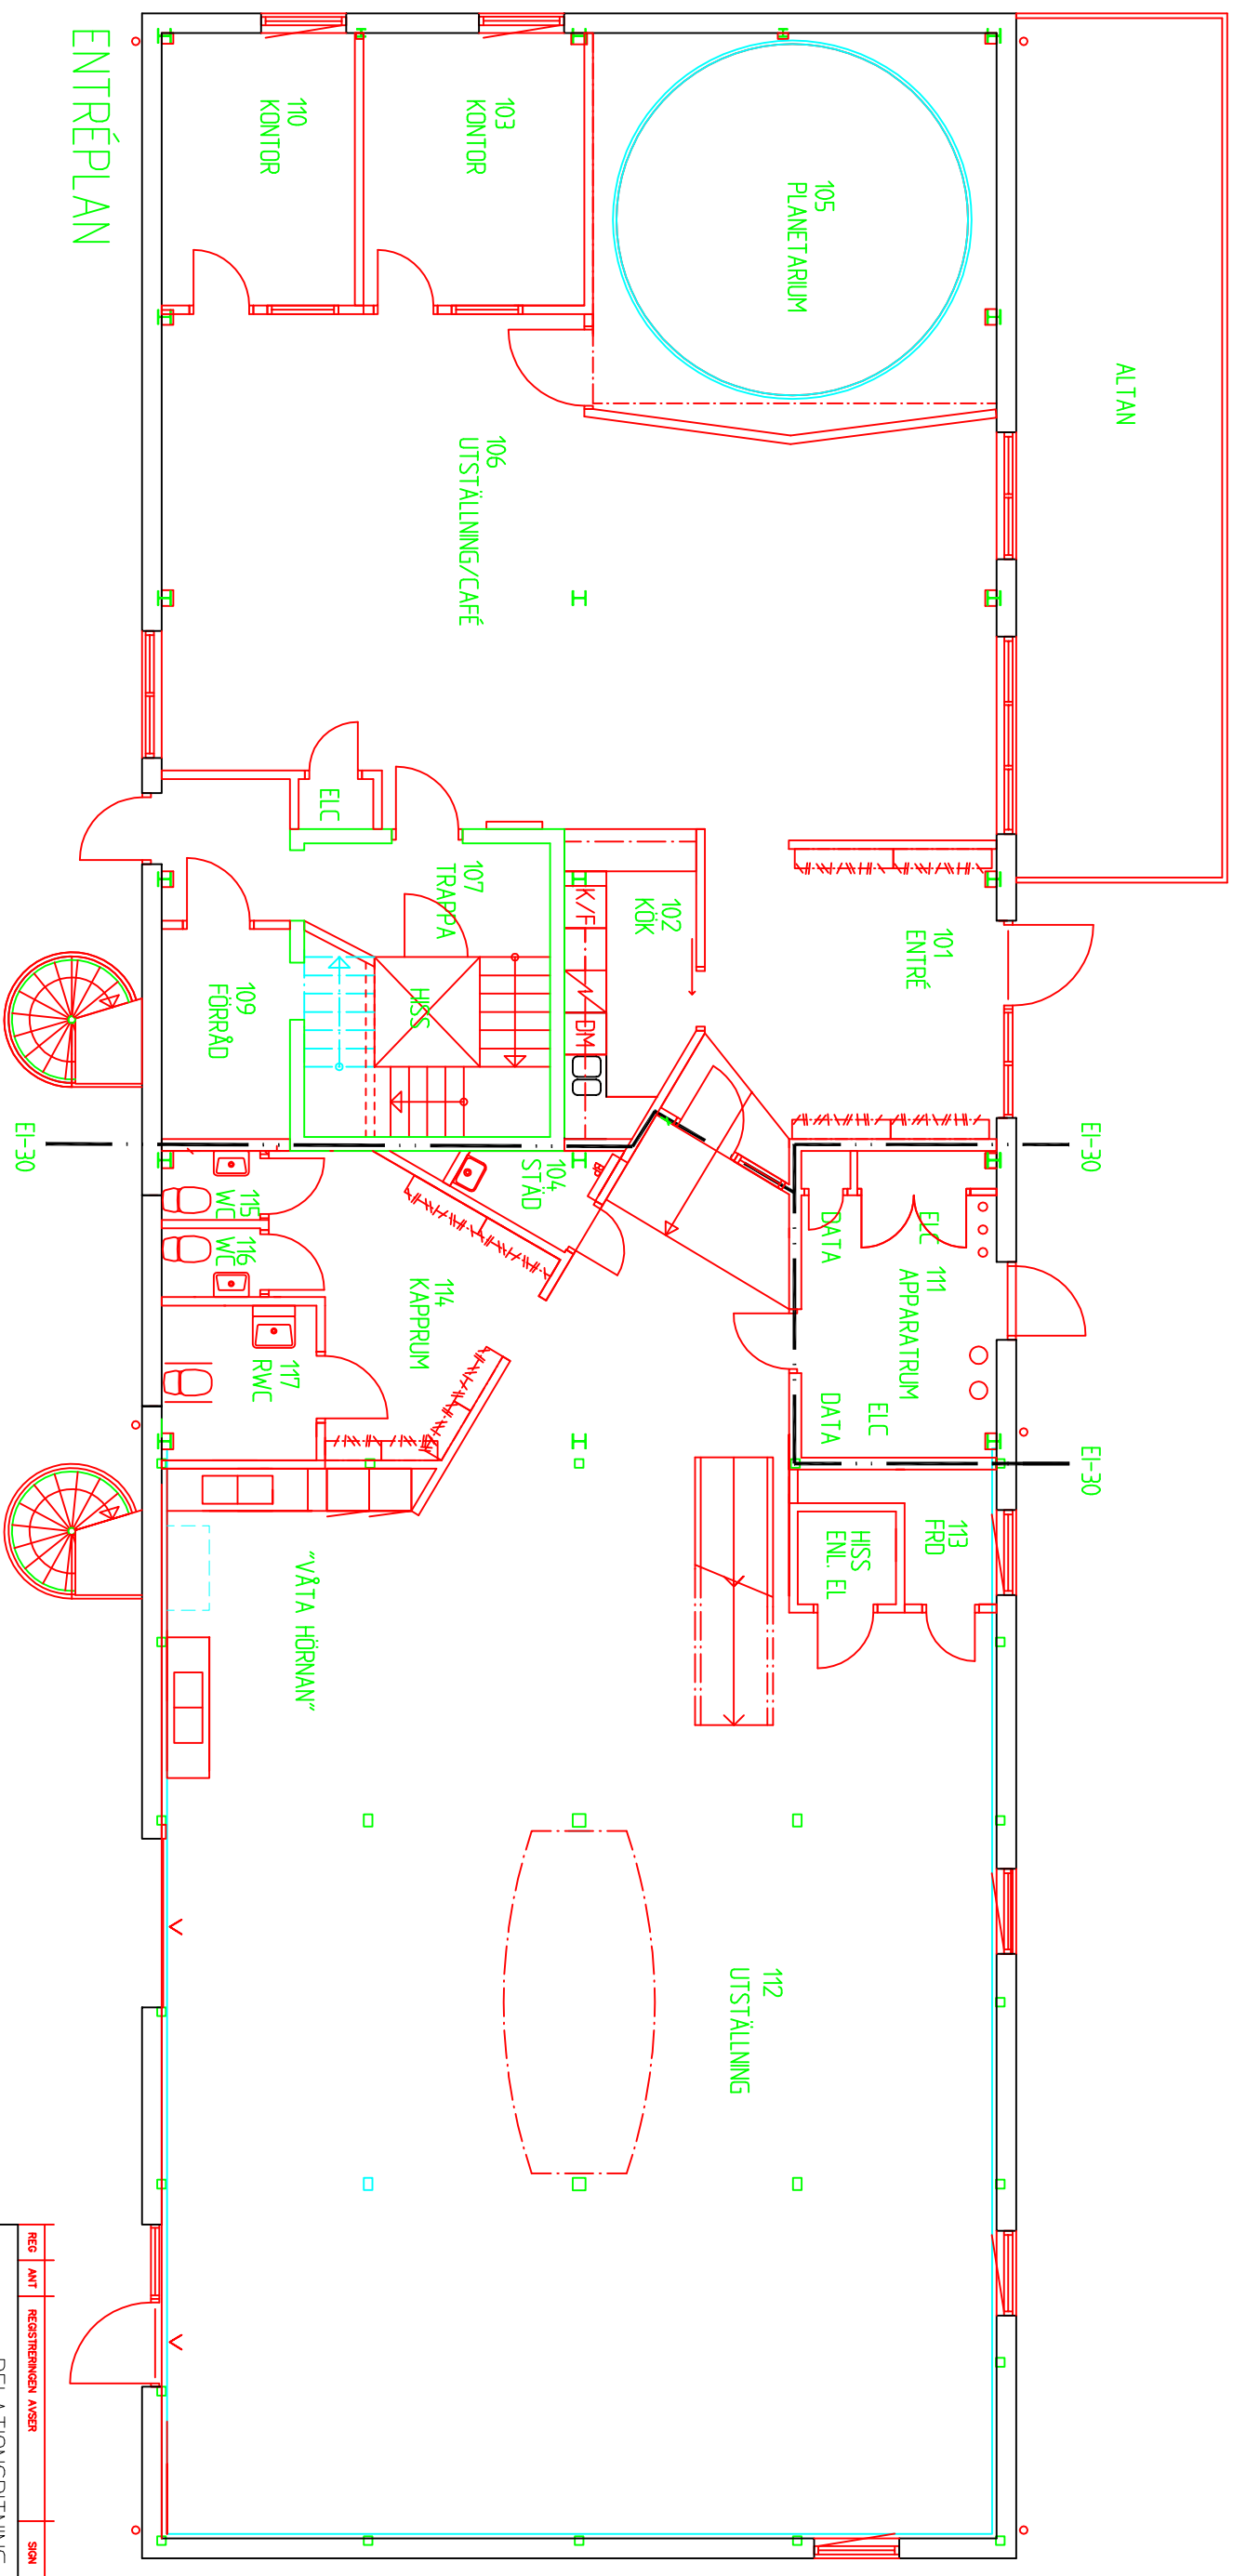 ALTAN
105
PLANETARIUM
103
KONTOR
110
KONTOR
ENTRÉPLAN
106
UTSTÄLLNING/CAFÉ
101
ENTRÉ
102
KÖK
K/F
DM
ELC
107
TRAPPA
HISS
109
FÖRRÅD
EI-30
EI-30
EI-30
ELC
DATA
111
APPARATRUM
ELC
DATA
104
STÄD
BB
115
WC
116
WC
117
RWC
114
KAPPRUM
113
FRD
HISS
ENL. EL
"VÅTA HÖRNAN"
112
UTSTÄLLNING
REG ANT REGISTRERINGEN AVSER SIGN
RELATIONSRITNING